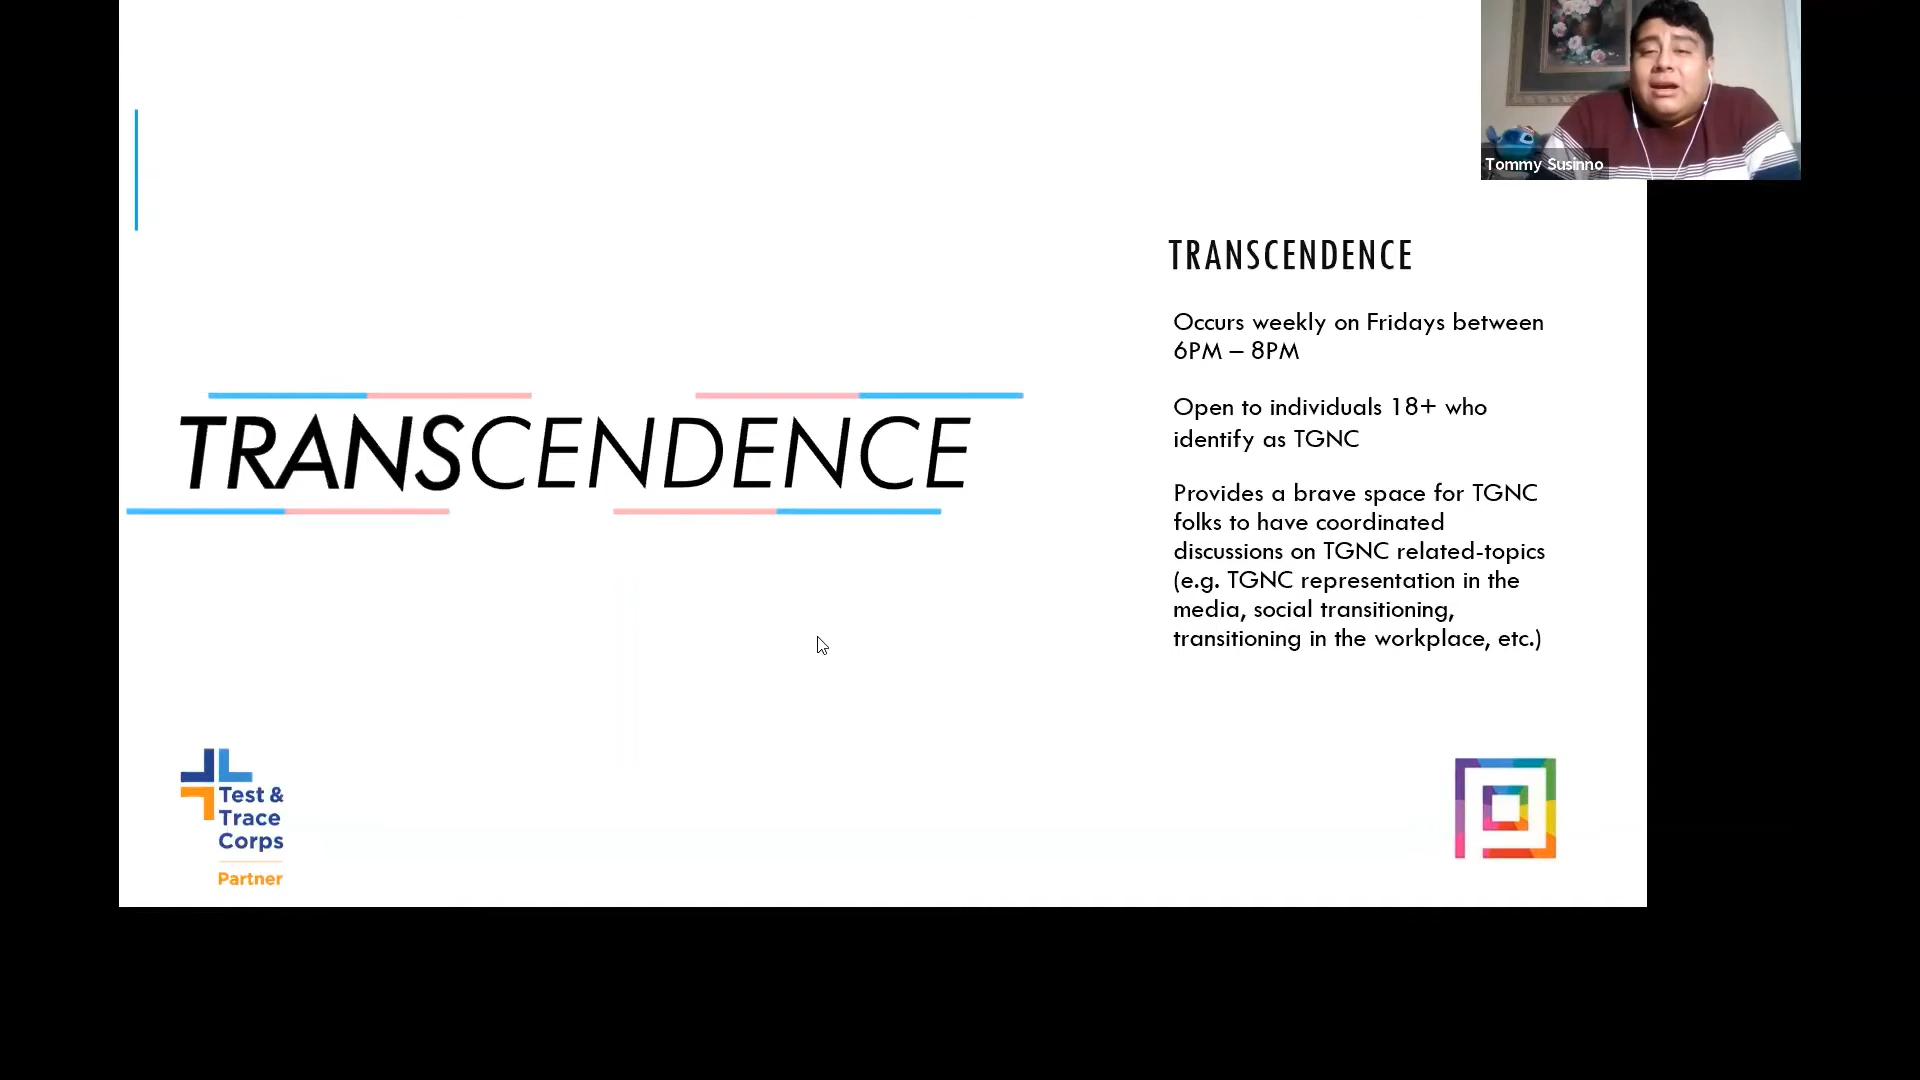 Tommy Susinno
TRANSCENDENCE
Occurs weekly on Fridays between
6PM – 8PM
Open to individuals 18+ who
identify as TGNC
Provides a brave space for TGNC
folks to have coordinated
discussions on TGNC related-topics
(e.g. TGNC representation in the
media, social transitioning,
transitioning in the workplace, etc.)
TRANSCENDENCE
Test &
Trace
Corps
Partner